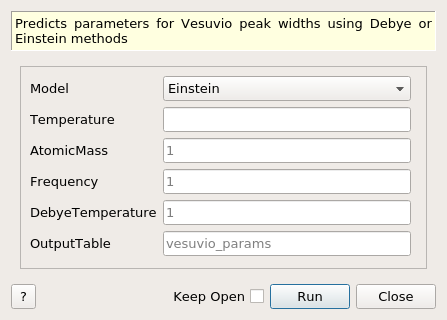 Predicts parameters for Vesuvio peak widths using Debye or
Einstein methods
Model Einstein
Temperature
AtomicMass 1
Frequency 1
DebyeTemperature 1
OutputTable vesuvio_params
? Keep Open Run Close